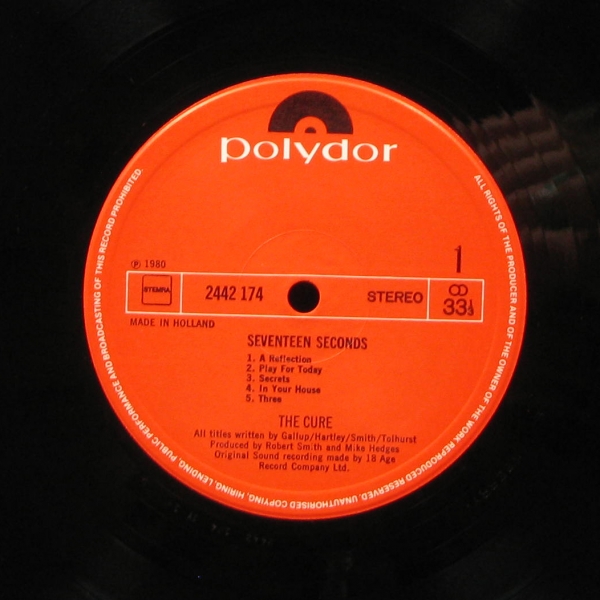 polydor
ALL RIGHTS OF THE PRODUCER AND OF THE OWNER OF THE WORK REPRODUCED RESERVED. UNAUTHORISED COPYING, HIRING, LENDING, PUBLIC PERFORMANCE AND BROADCASTING OF THIS RECORD PROHIBITED.
℗ 1980
1
STEMRA
2442 174
STEREO
33⅓
MADE IN HOLLAND
SEVENTEEN SECONDS
1. A Reflection
2. Play For Today
3. Secrets
4. In Your House
5. Three
THE CURE
All titles written by Gallup/Hartley/Smith/Tolhurst
Produced by Robert Smith and Mike Hedges
Original Sound recording made by 18 Age
Record Company Ltd.